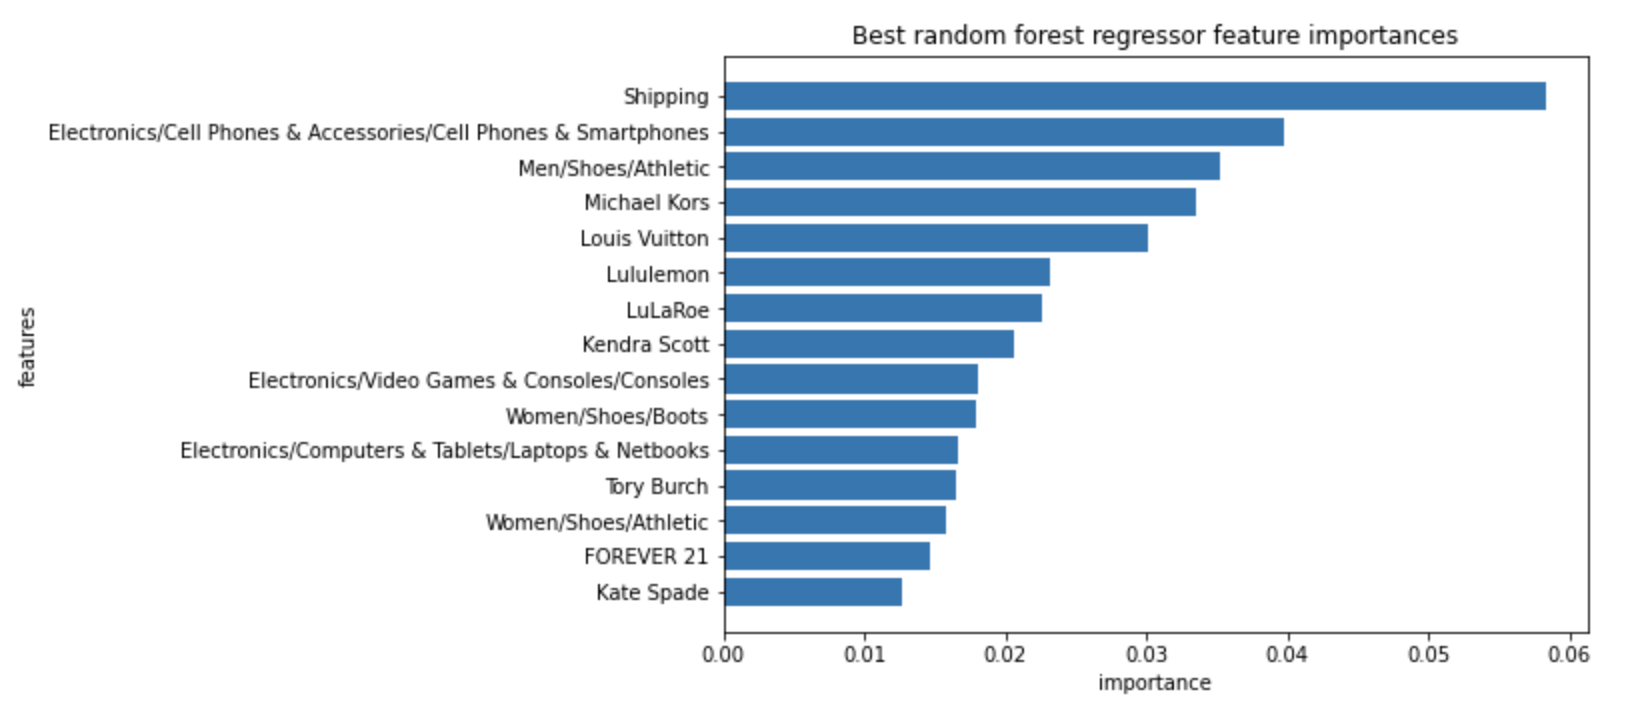 Best random forest regressor feature importances
features
Shipping
Electronics/Cell Phones & Accessories/Cell Phones & Smartphones
Men/Shoes/Athletic
Michael Kors
Louis Vuitton
Lululemon
LuLaRoe
Kendra Scott
Electronics/Video Games & Consoles/Consoles
Women/Shoes/Boots
Electronics/Computers & Tablets/Laptops & Netbooks
Tory Burch
Women/Shoes/Athletic
FOREVER 21
Kate Spade
0.00 0.01 0.02 0.03 0.04 0.05 0.06
importance